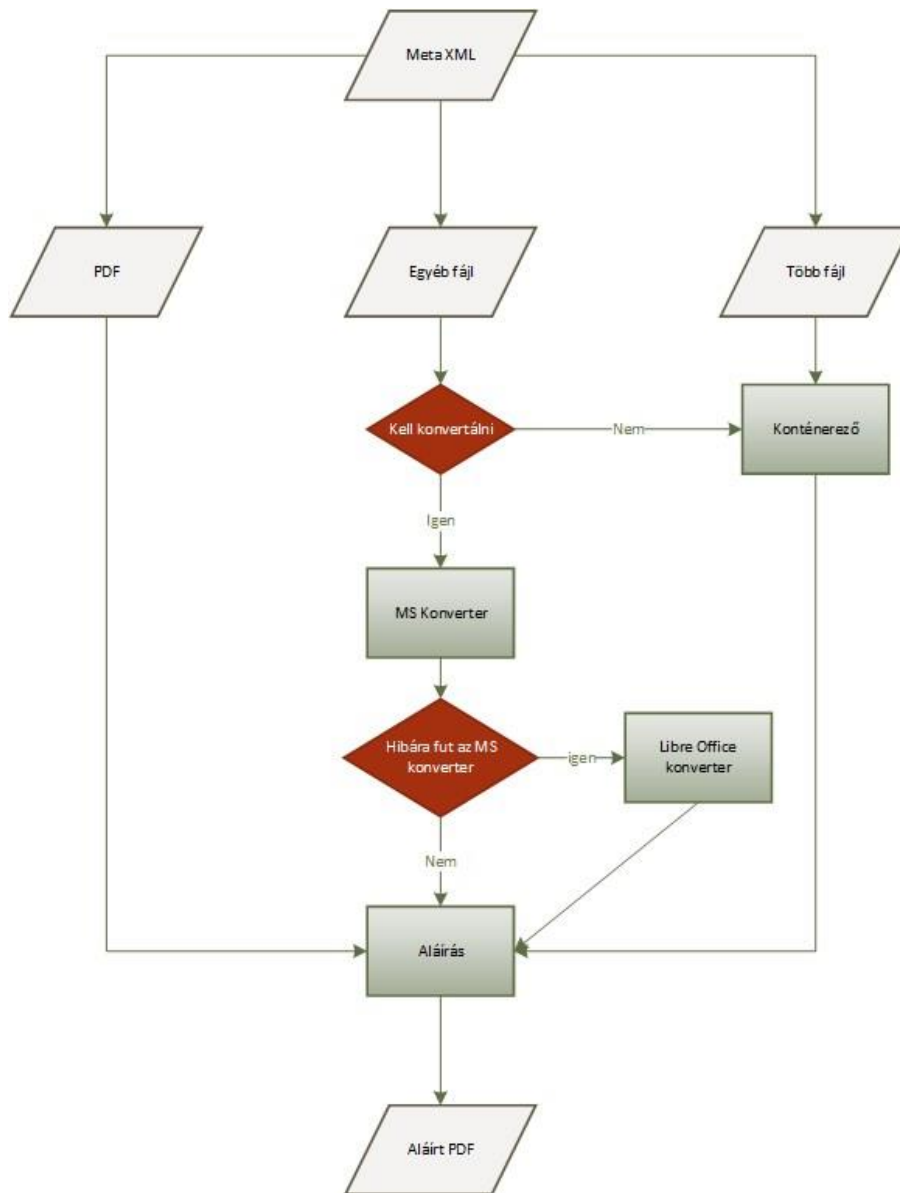 Meta XML
PDF
Egyéb fájl
Több fájl
Kell konvertálni
Nem
Konténerező
Igen
MS Konverter
Hibára fut az MS
konverter
igen
Libre Office
konverter
Nem
Aláírás
Aláírt PDF